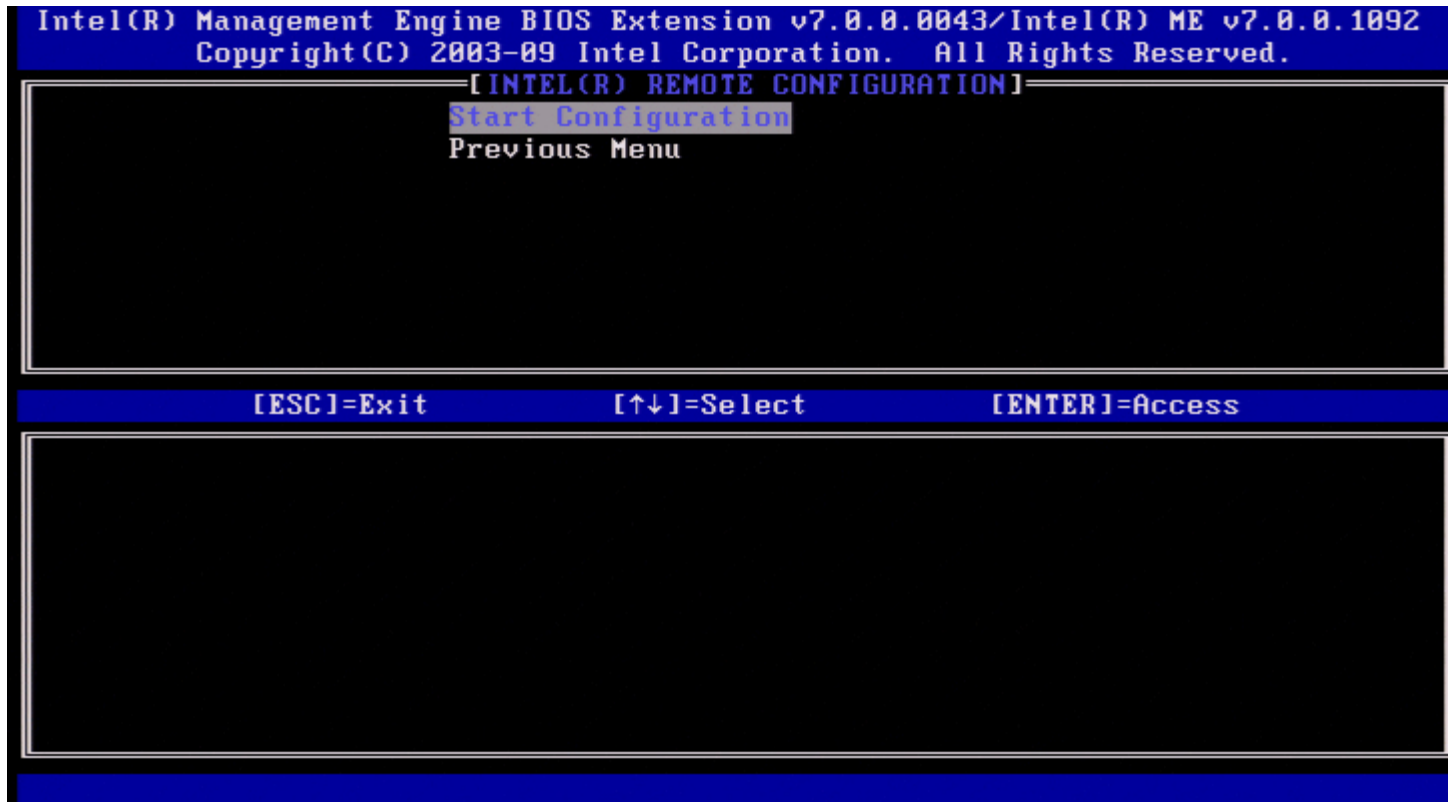 Intel(R) Management Engine BIOS Extension v7.0.0.0043/Intel(R) ME v7.0.0.1092
Copyright(C) 2003-09 Intel Corporation. All Rights Reserved.
[INTEL(R) REMOTE CONFIGURATION]
Start Configuration
Previous Menu
[ESC]=Exit [↑↓]=Select [ENTER]=Access